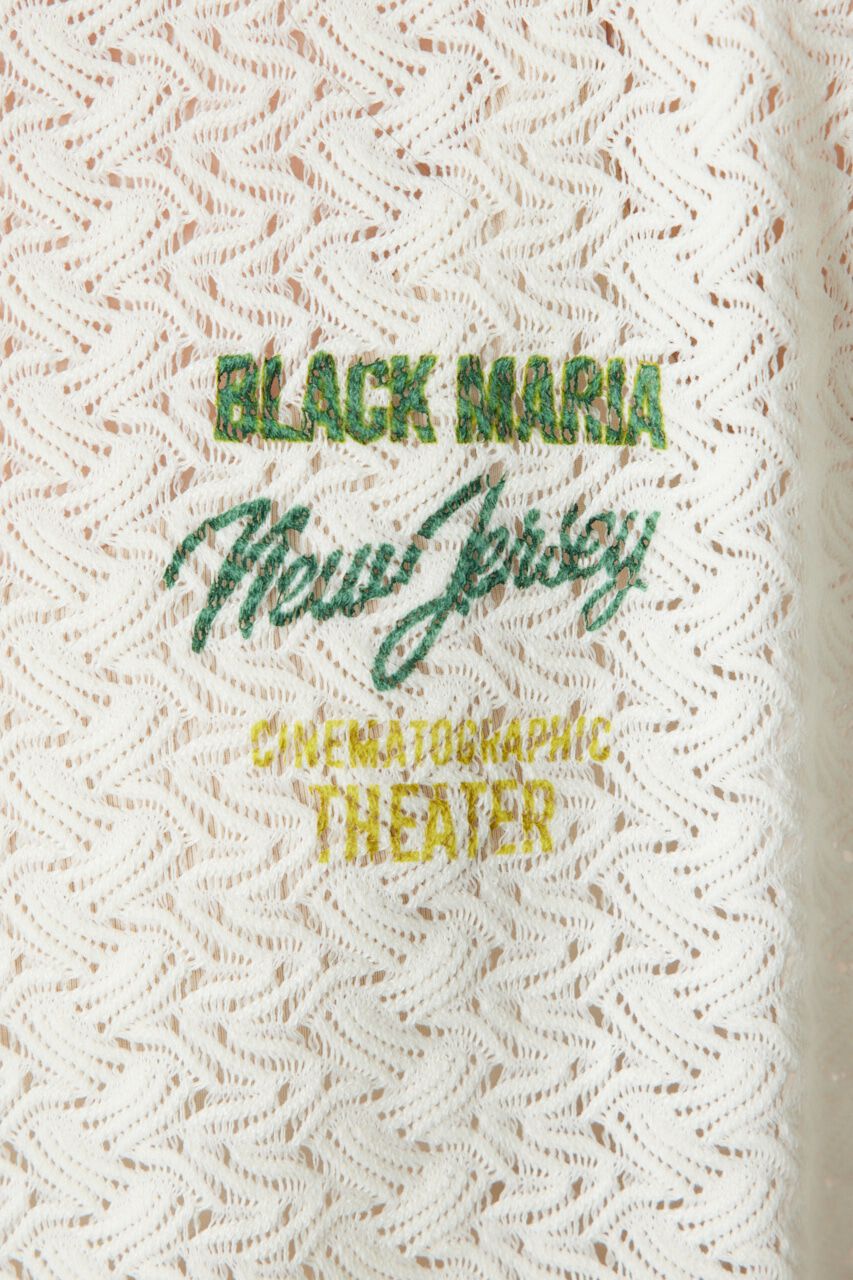 BLACK MARIA
New Jersey
CINEMATOGRAPHIC
THEATER